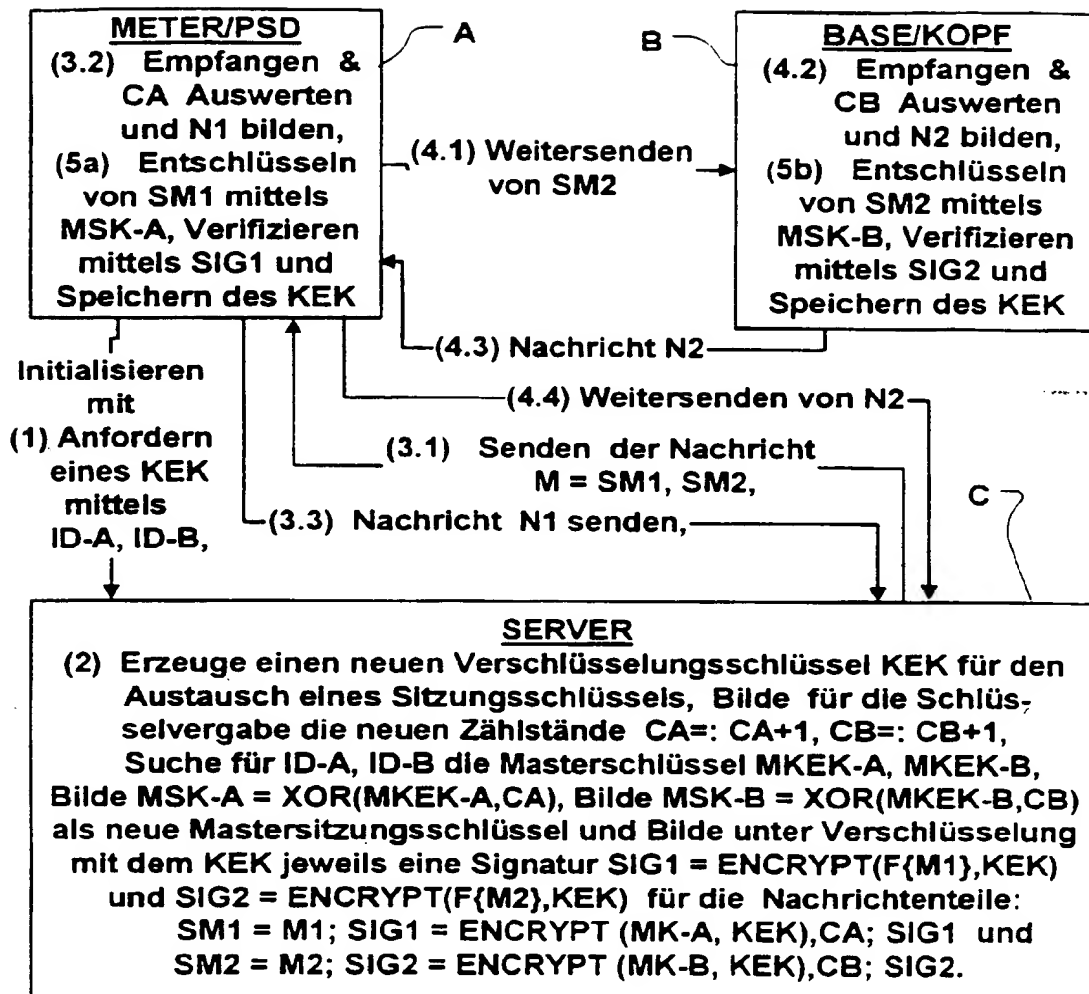 METER/PSD
(3.2) Empfangen &
CA Auswerten
und N1 bilden,
(5a) Entschlüsseln
von SM1 mittels
MSK-A, Verifizieren
mittels SIG1 und
Speichern des KEK
A
B
BASE/KOPF
(4.2) Empfangen &
CB Auswerten
und N2 bilden,
(5b) Entschlüsseln
von SM2 mittels
MSK-B, Verifizieren
mittels SIG2 und
Speichern des KEK
(4.1) Weitersenden
von SM2
(4.3) Nachricht N2
(4.4) Weitersenden von N2
Initialisieren
mit
(1) Anfordern
eines KEK
mittels
ID-A, ID-B,
(3.1) Senden der Nachricht
M = SM1, SM2,
(3.3) Nachricht N1 senden,
C
SERVER
(2) Erzeuge einen neuen Verschlüsselungsschlüssel KEK für den
Austausch eines Sitzungsschlüssels, Bilde für die Schlüs-
selvergabe die neuen Zählstände CA=: CA+1, CB=: CB+1,
Suche für ID-A, ID-B die Masterschlüssel MKEK-A, MKEK-B,
Bilde MSK-A = XOR(MKEK-A,CA), Bilde MSK-B = XOR(MKEK-B,CB)
als neue Mastersitzungsschlüssel und Bilde unter Verschlüsselung
mit dem KEK jeweils eine Signatur SIG1 = ENCRYPT(F{M1},KEK)
und SIG2 = ENCRYPT(F{M2},KEK) für die Nachrichtenteile:
SM1 = M1; SIG1 = ENCRYPT (MK-A, KEK),CA; SIG1 und
SM2 = M2; SIG2 = ENCRYPT (MK-B, KEK),CB; SIG2.